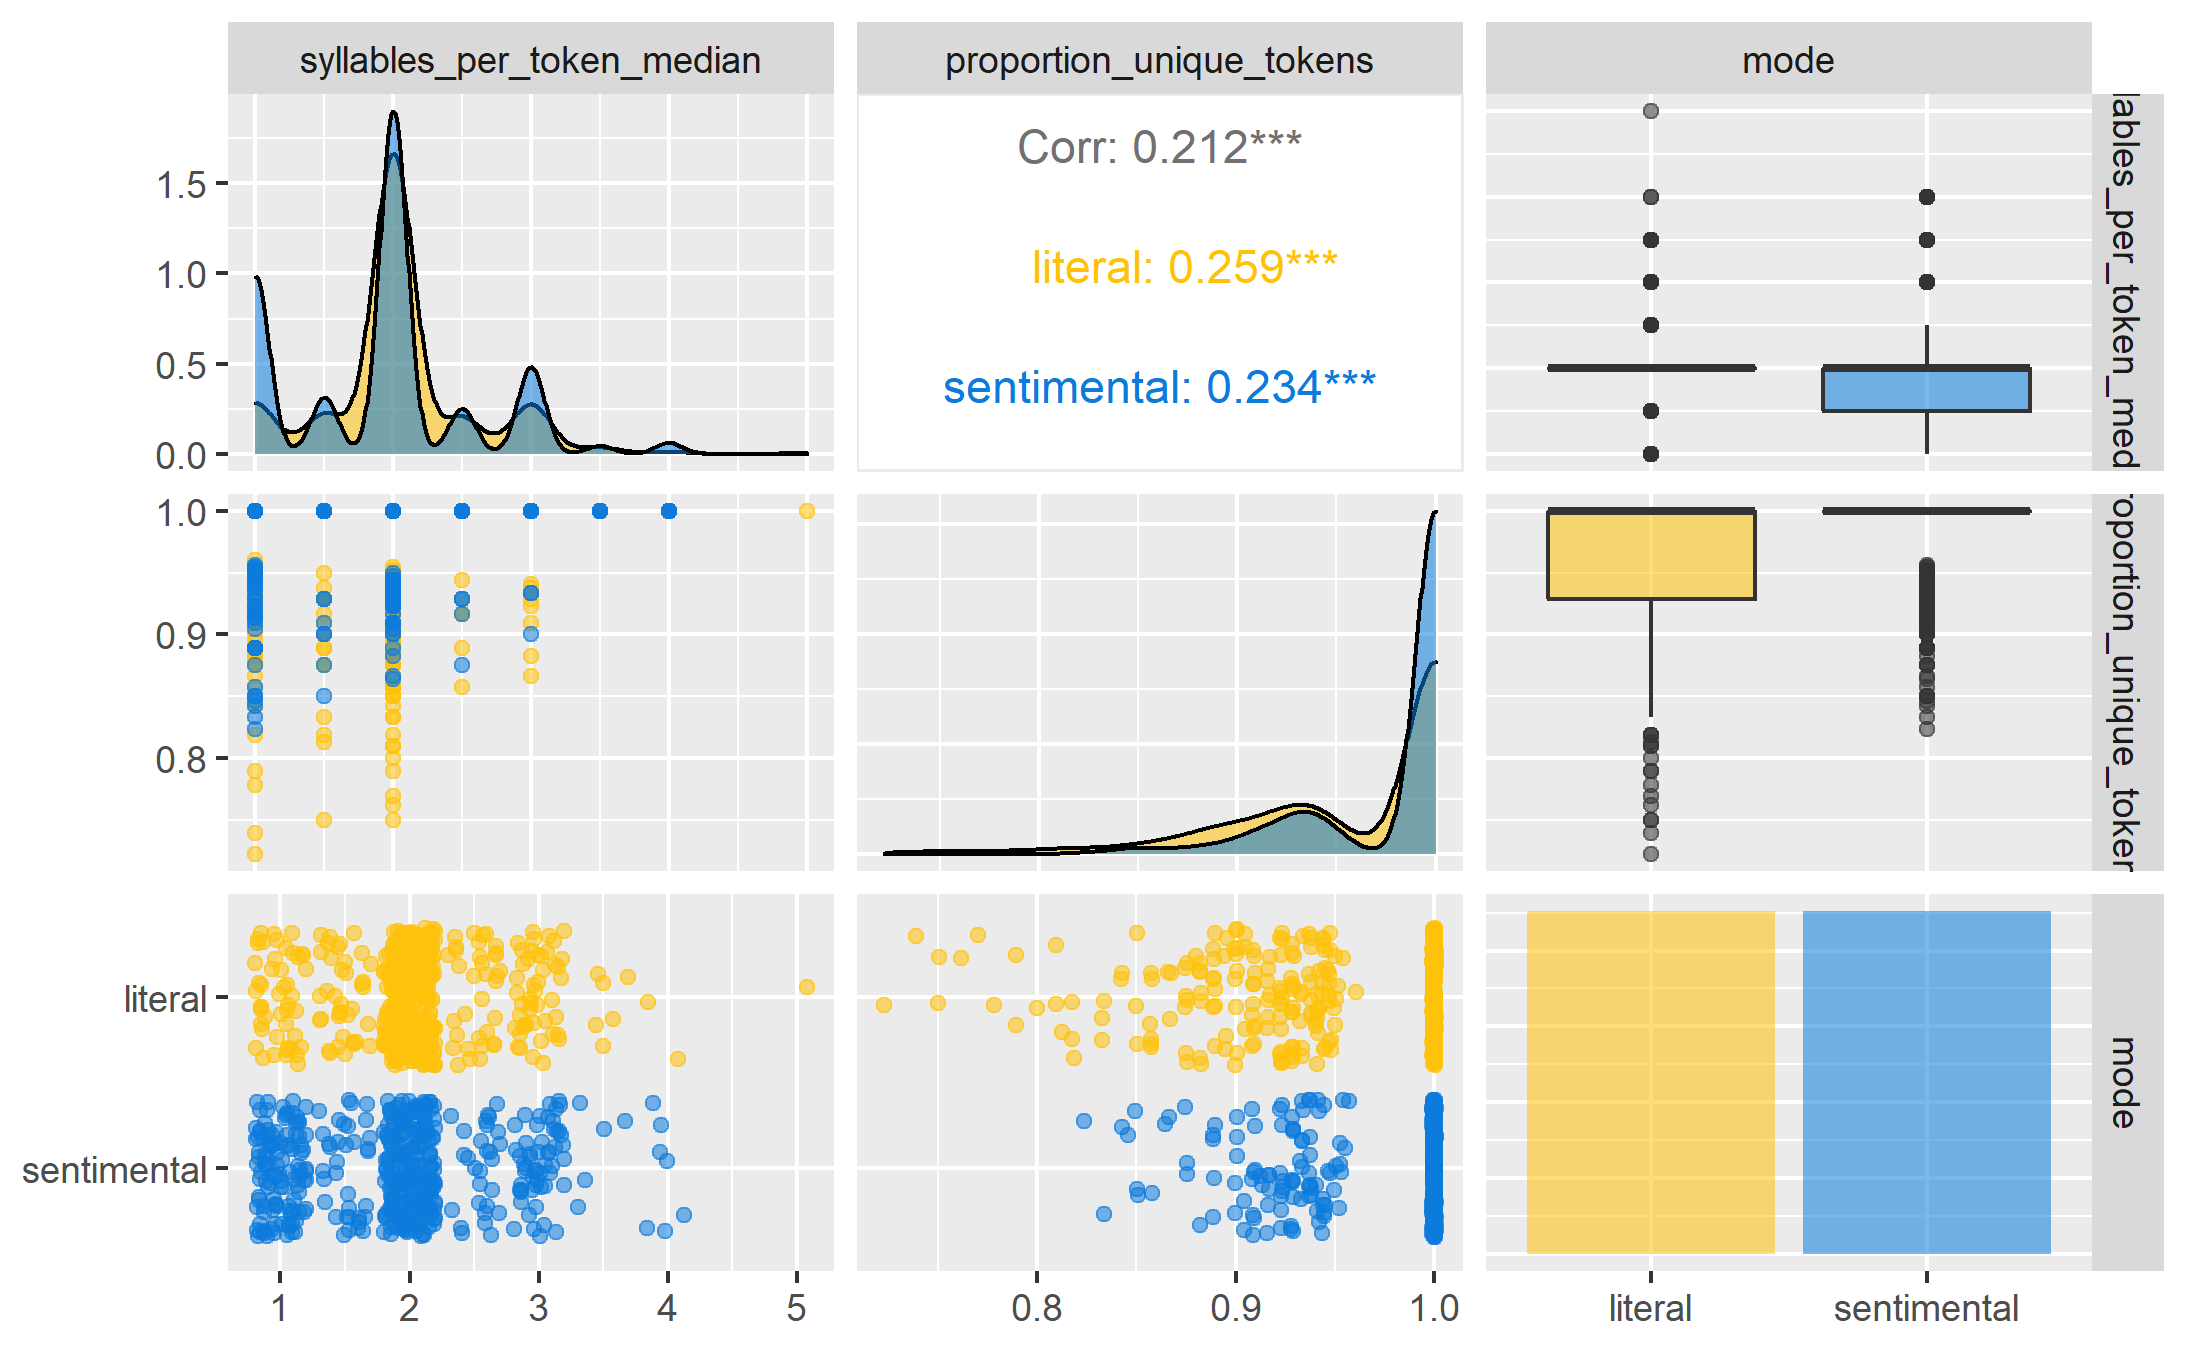 syllables_per_token_median
proportion_unique_tokens
mode
1.5
1.0
0.5
0.0
Corr: 0.212***
literal: 0.259***
sentimental: 0.234***
lables_per_token_med
1.0
0.9
0.8
oportion_unique_token
literal
sentimental
mode
1
2
3
4
5
0.8
0.9
1.0
literal
sentimental